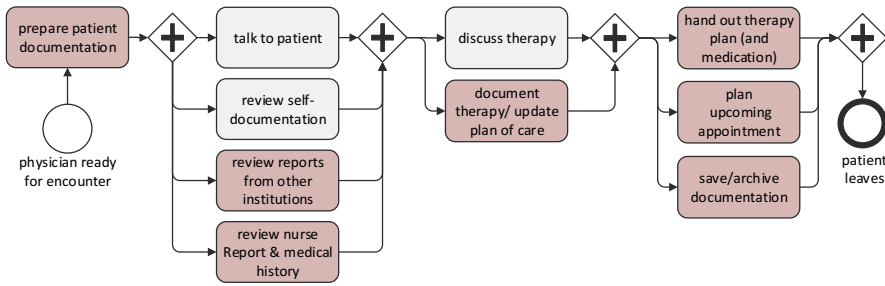 prepare patient
documentation
physician ready
for encounter
talk to patient
review self-
documentation
review reports
from other
institutions
review nurse
Report & medical
history
discuss therapy
document
therapy/ update
plan of care
hand out therapy
plan (and
medication)
plan
upcoming
appointment
save/archive
documentation
patient
leaves